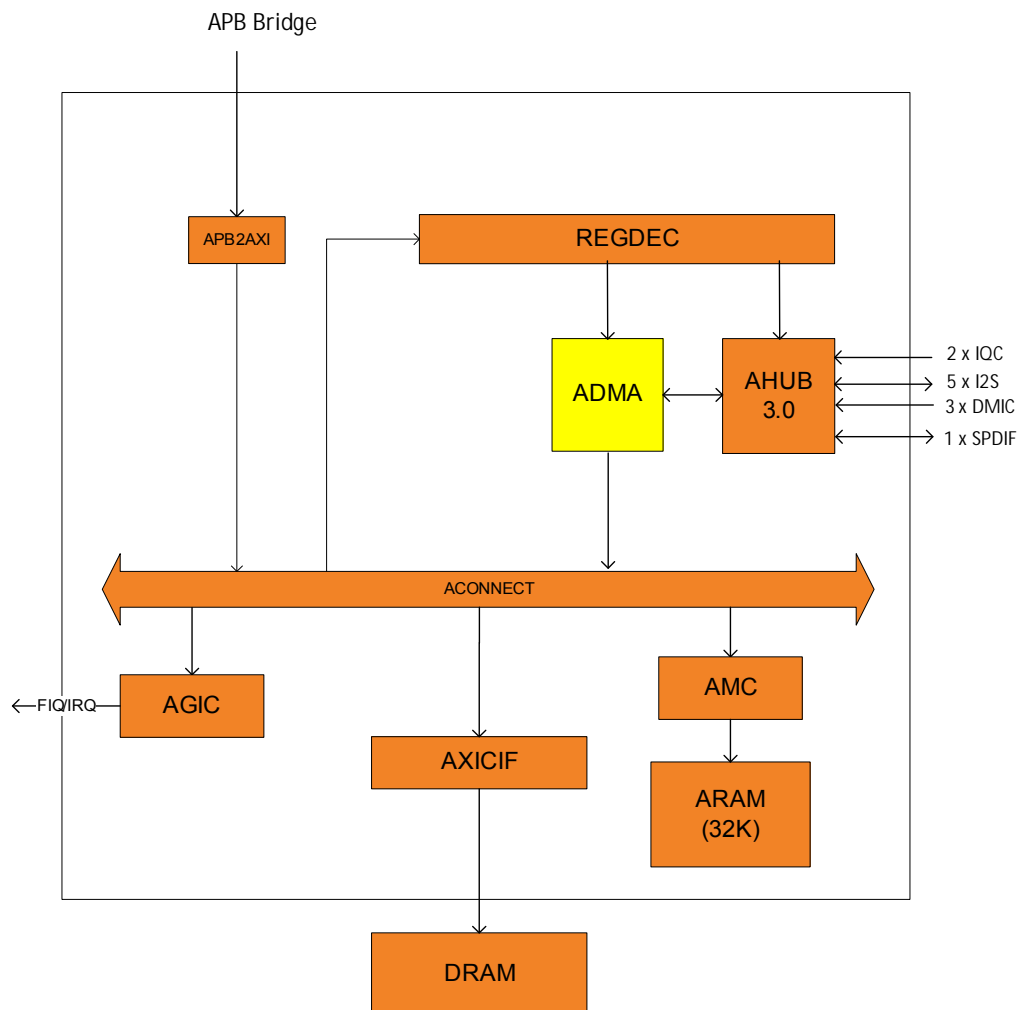 APB Bridge
APB2AXI
REGDEC
ADMA
AHUB
3.0
2 x IQC
5 x I2S
3 x DMIC
1 x SPDIF
ACONNECT
AGIC
FIQ/IRQ
AMC
AXICIF
ARAM
(32K)
DRAM